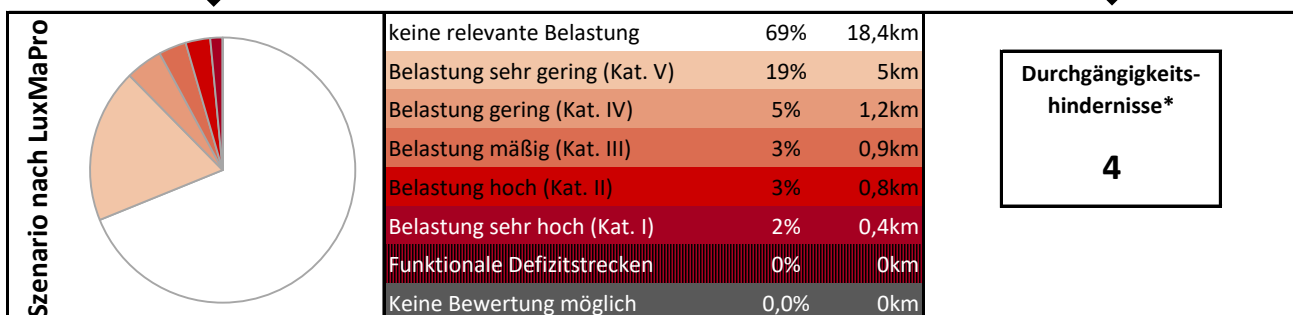 Szenario nach LuxMaPro
keine relevante Belastung 69% 18,4km
Belastung sehr gering (Kat. V) 19% 5km
Belastung gering (Kat. IV) 5% 1,2km
Belastung mäßig (Kat. III) 3% 0,9km
Belastung hoch (Kat. II) 3% 0,8km
Belastung sehr hoch (Kat. I) 2% 0,4km
Funktionale Defizitstrecken 0% 0km
Keine Bewertung möglich 0,0% 0km
Durchgängigkeits-
hindernisse*
4